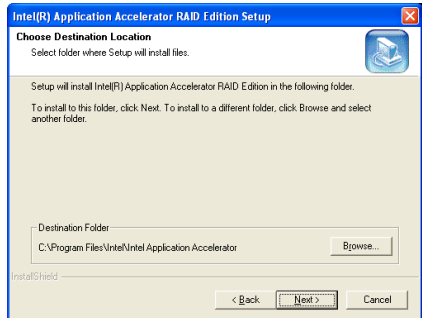 Intel(R) Application Accelerator RAID Edition Setup
Choose Destination Location
Select folder where Setup will install files.
Setup will install Intel(R) Application Accelerator RAID Edition in the following folder.
To install to this folder, click Next. To install to a different folder, click Browse and select
another folder.
Destination Folder
C:\Program Files\Intel\Intel Application Accelerator
Browse...
InstallShield
< Back
Next >
Cancel